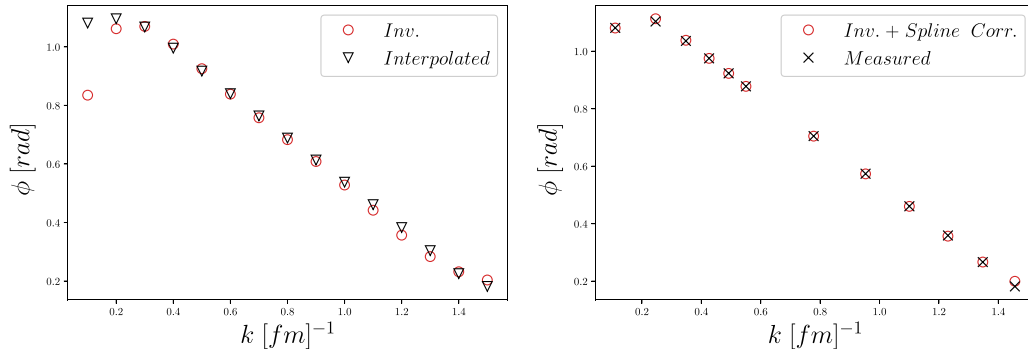 Inv.
Interpolated
1.0
0.8
0.6
0.4
0.2
ϕ [rad]
0.2 0.4 0.6 0.8 1.0 1.2 1.4
k [fm]⁻¹
Inv. + Spline Corr.
Measured
1.0
0.8
0.6
0.4
0.2
ϕ [rad]
0.2 0.4 0.6 0.8 1.0 1.2 1.4
k [fm]⁻¹